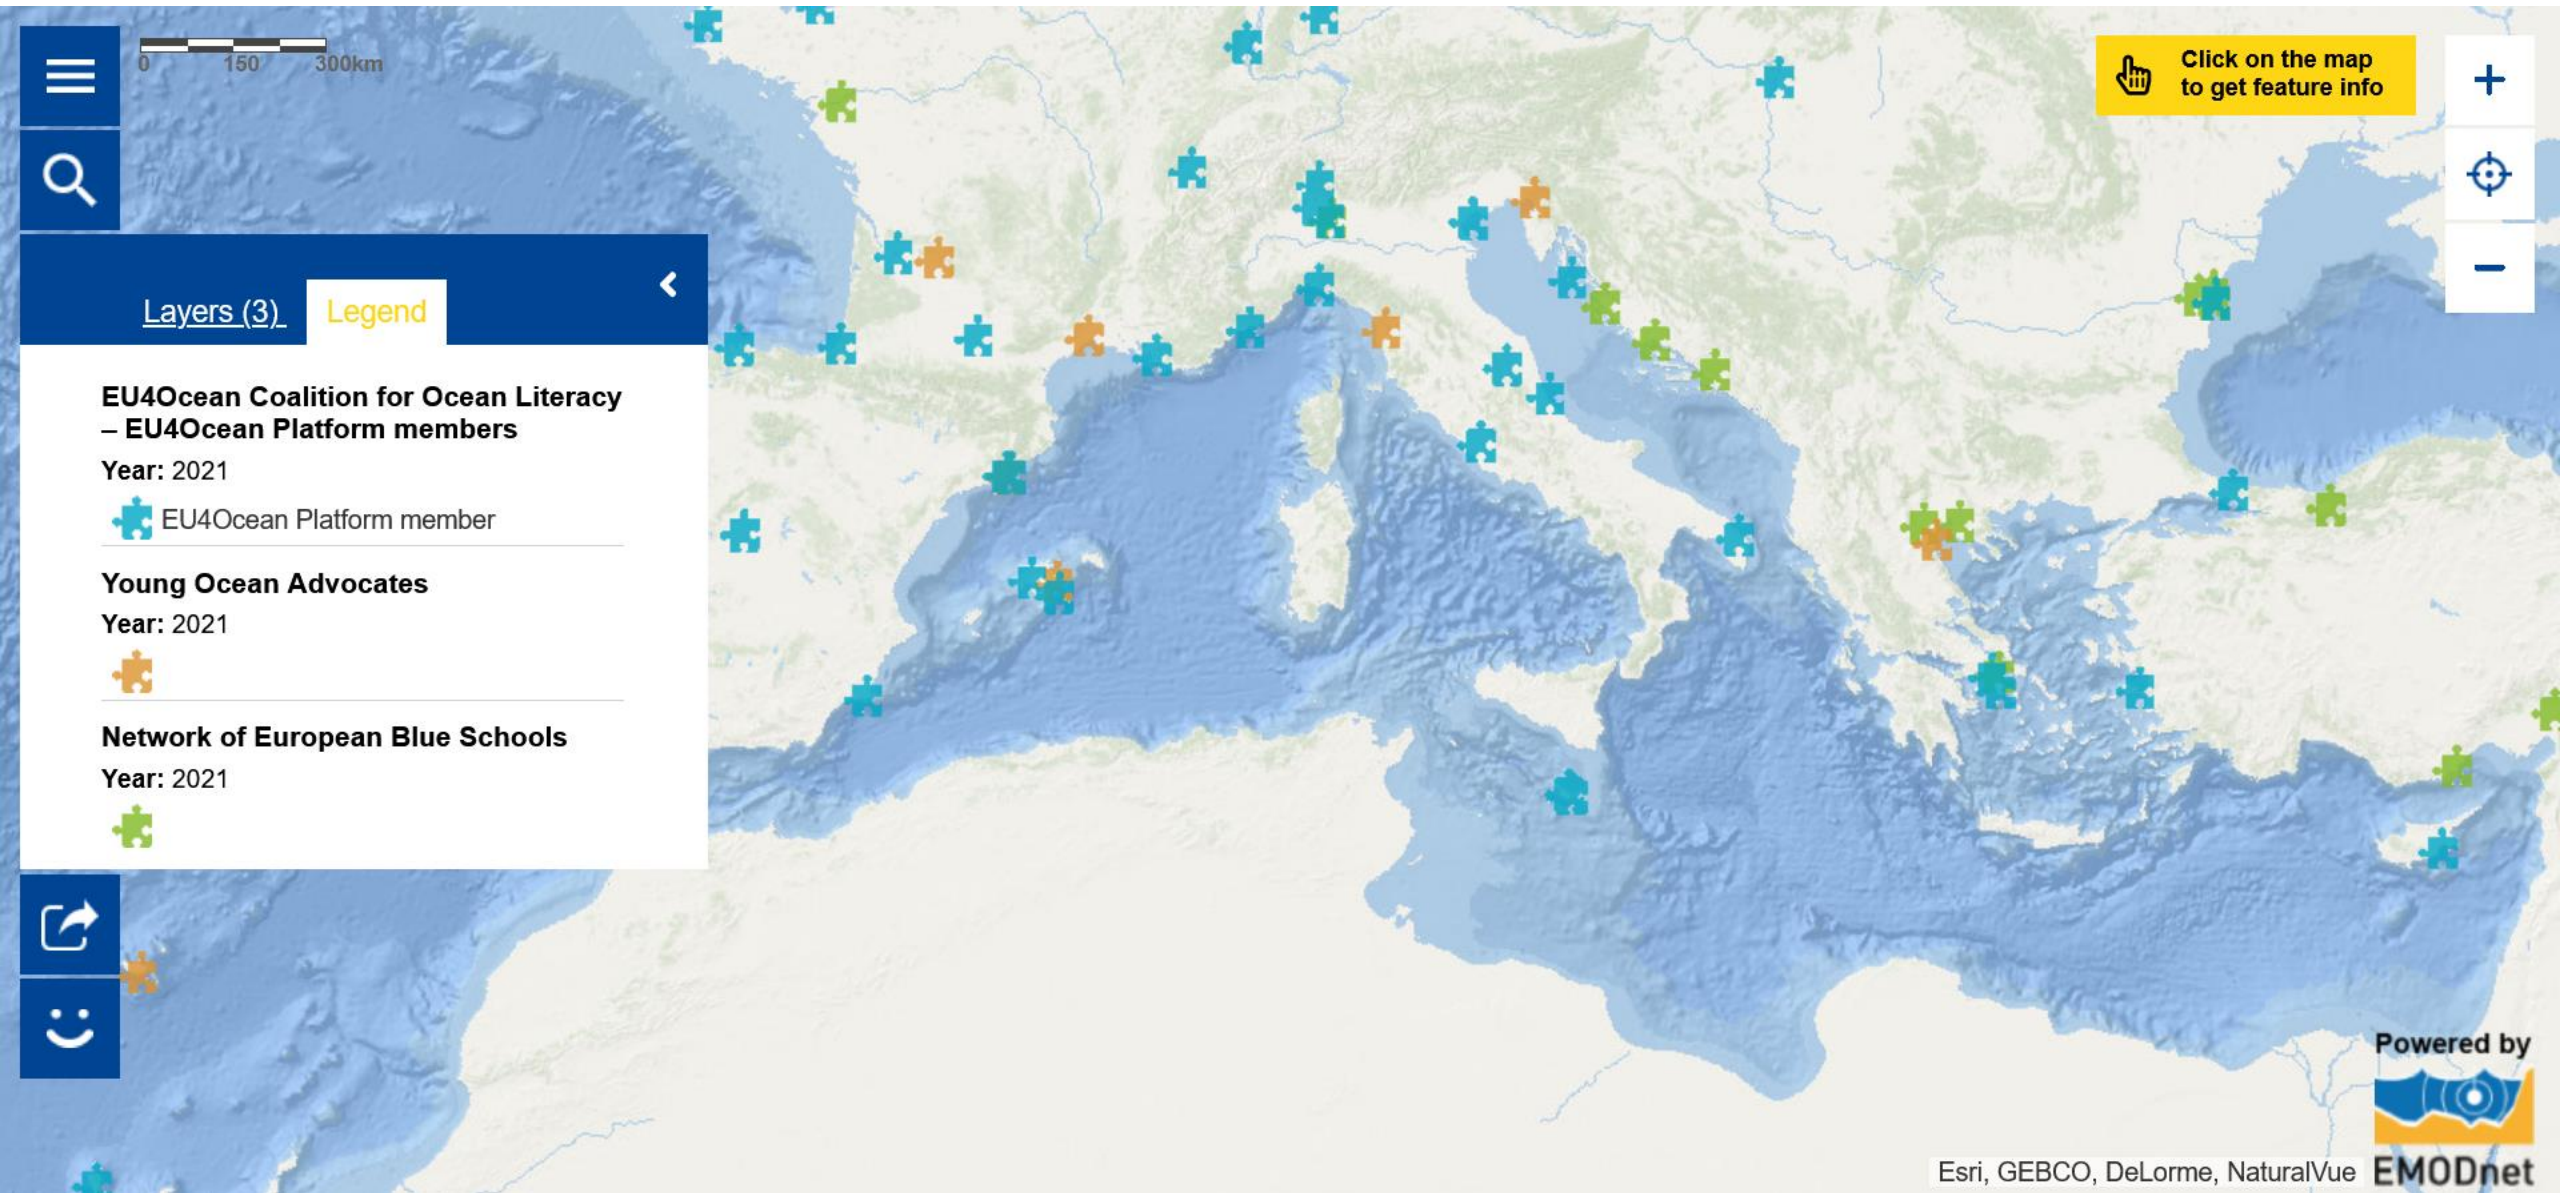 0 150 300km
Click on the map
to get feature info
Layers (3) Legend
EU4Ocean Coalition for Ocean Literacy
– EU4Ocean Platform members
Year: 2021
EU4Ocean Platform member
Young Ocean Advocates
Year: 2021
Network of European Blue Schools
Year: 2021
Powered by
EMODnet
Esri, GEBCO, DeLorme, NaturalVue